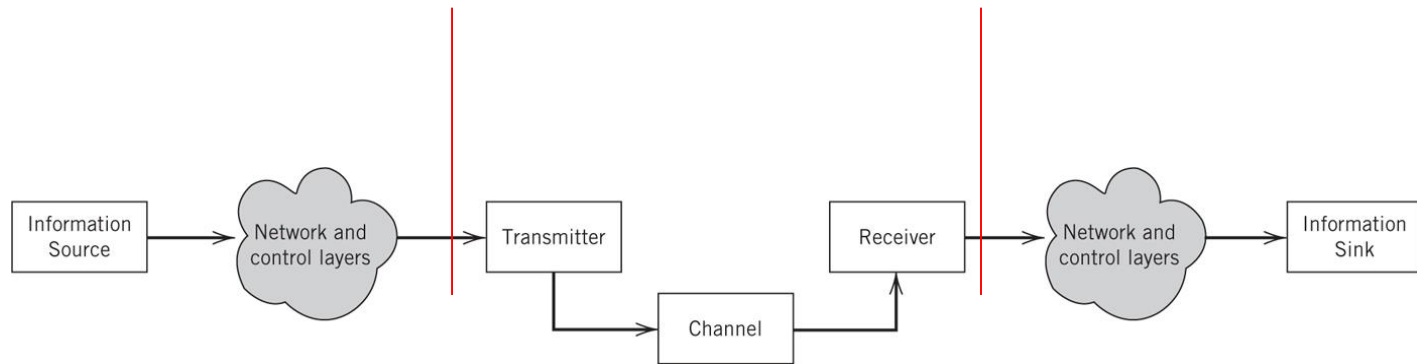 Information
Source
Network and
control layers
Transmitter
Channel
Receiver
Network and
control layers
Information
Sink